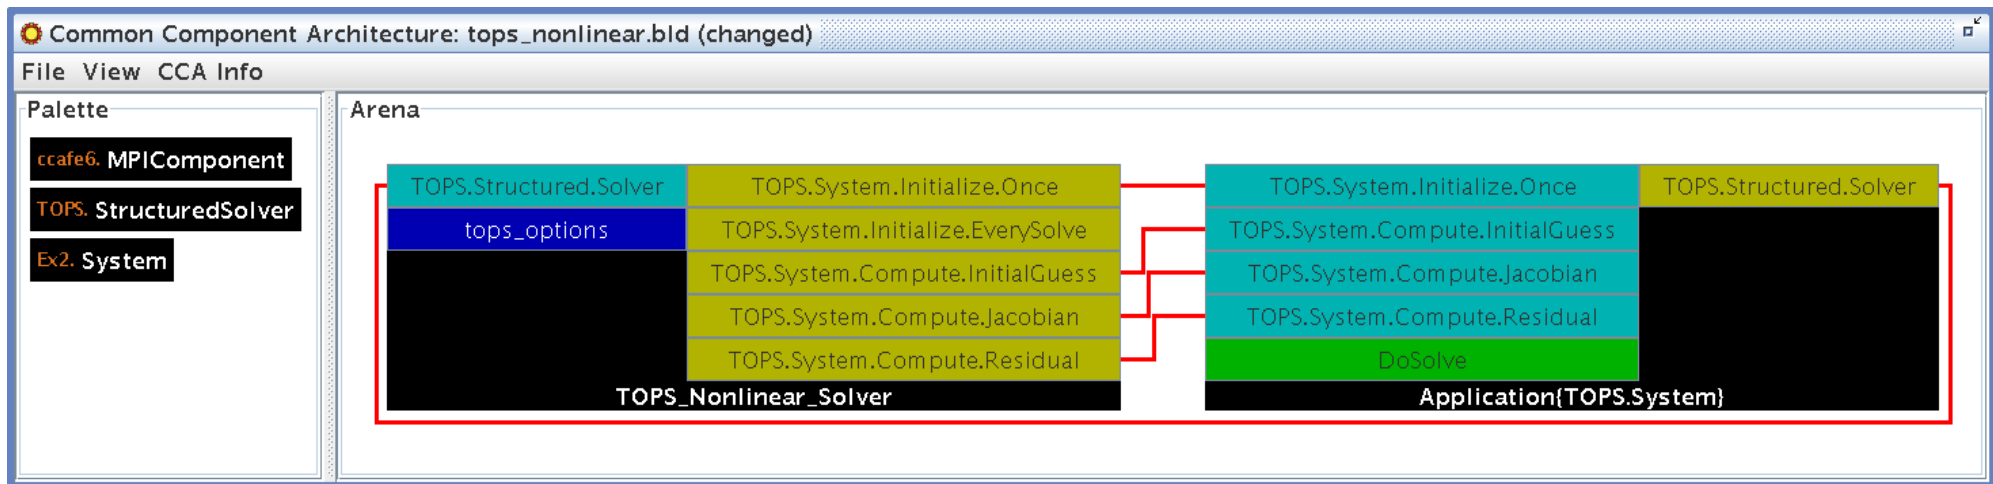 Common Component Architecture: tops_nonlinear.bld (changed)
File View CCA Info
Palette
ccafe6. MPIComponent
TOPS. StructuredSolver
Ex2. System
Arena
TOPS.Structured.Solver
tops_options
TOPS.System.Initialize.Once
TOPS.System.Initialize.EverySolve
TOPS.System.Compute.InitialGuess
TOPS.System.Compute.Jacobian
TOPS.System.Compute.Residual
TOPS_Nonlinear_Solver
TOPS.System.Initialize.Once
TOPS.System.Compute.InitialGuess
TOPS.System.Compute.Jacobian
TOPS.System.Compute.Residual
DoSolve
TOPS.Structured.Solver
Application{TOPS.System}